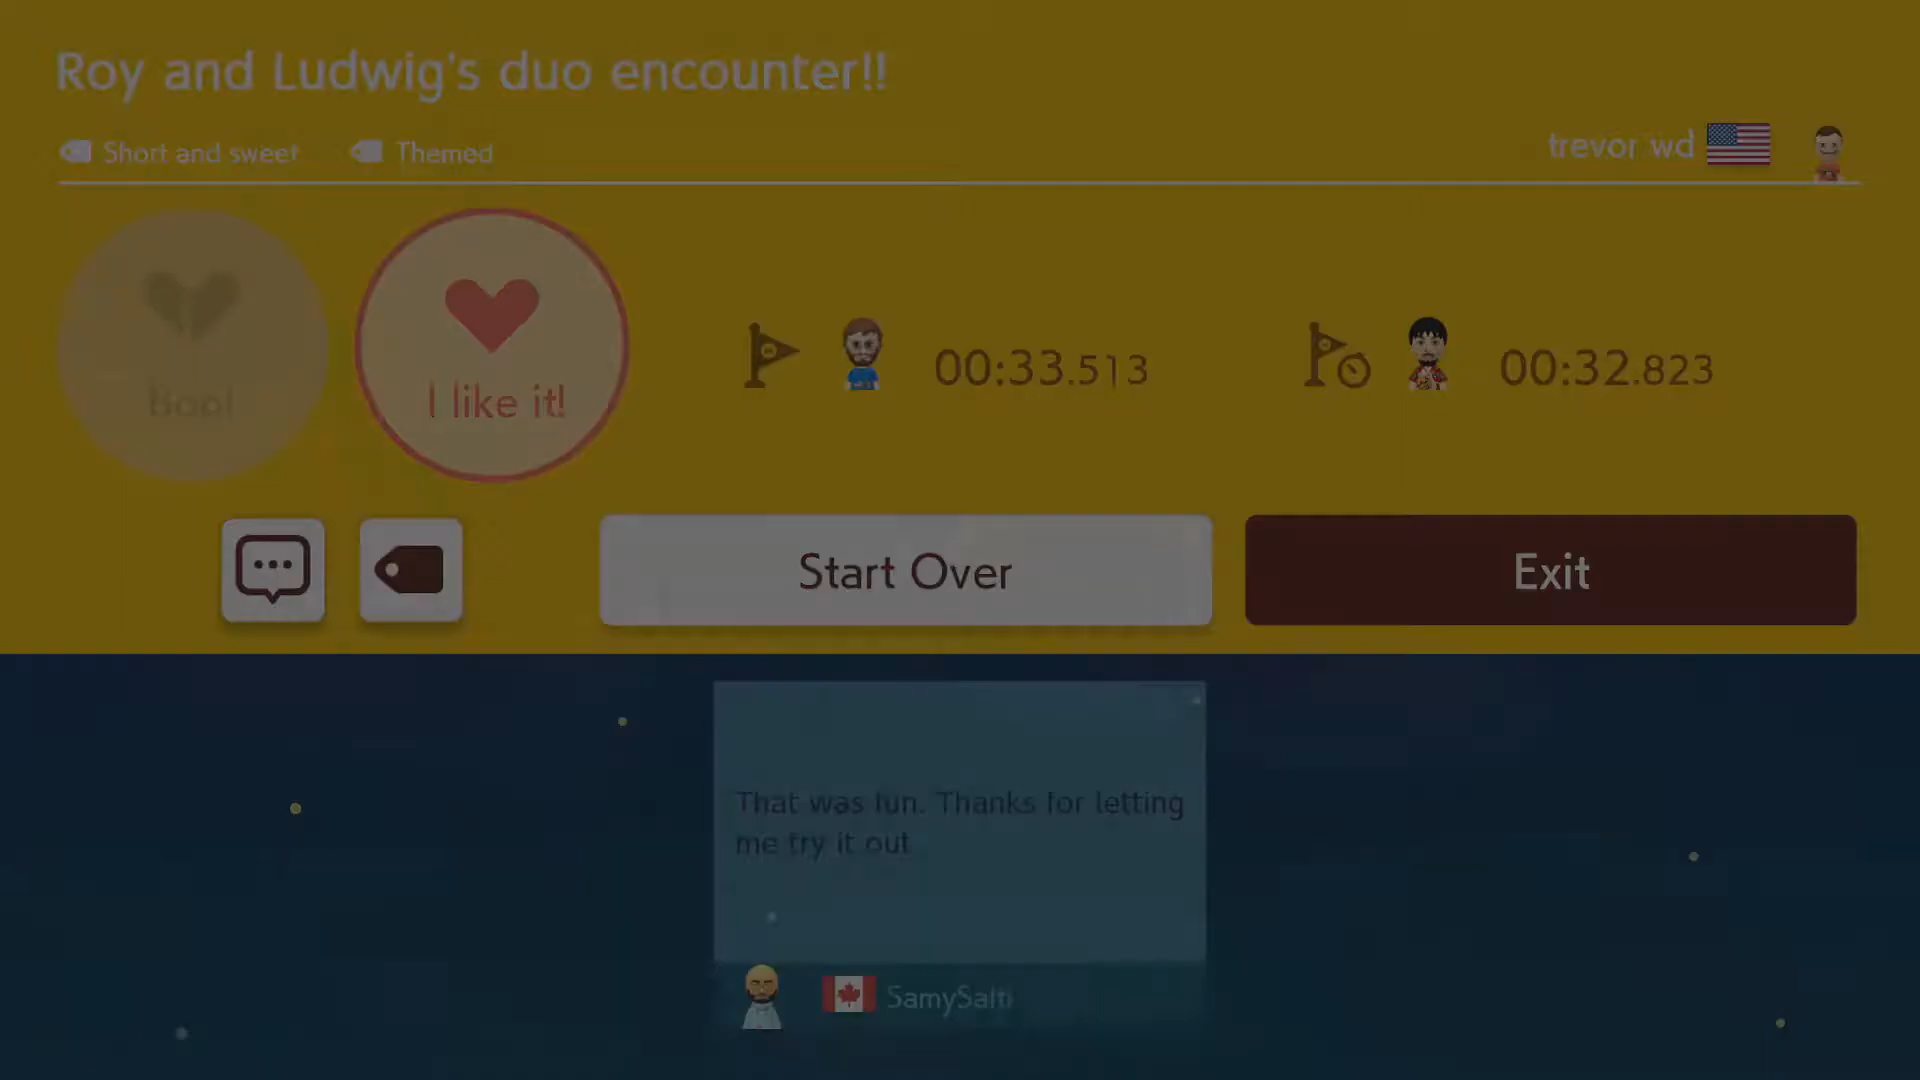 Roy and Ludwig's duo encounter!!
Short and sweet
Themed
trevor wd
Boo!
I like it!
00:33.513
00:32.823
Start Over
Exit
That was fun. Thanks for letting
me try it out.